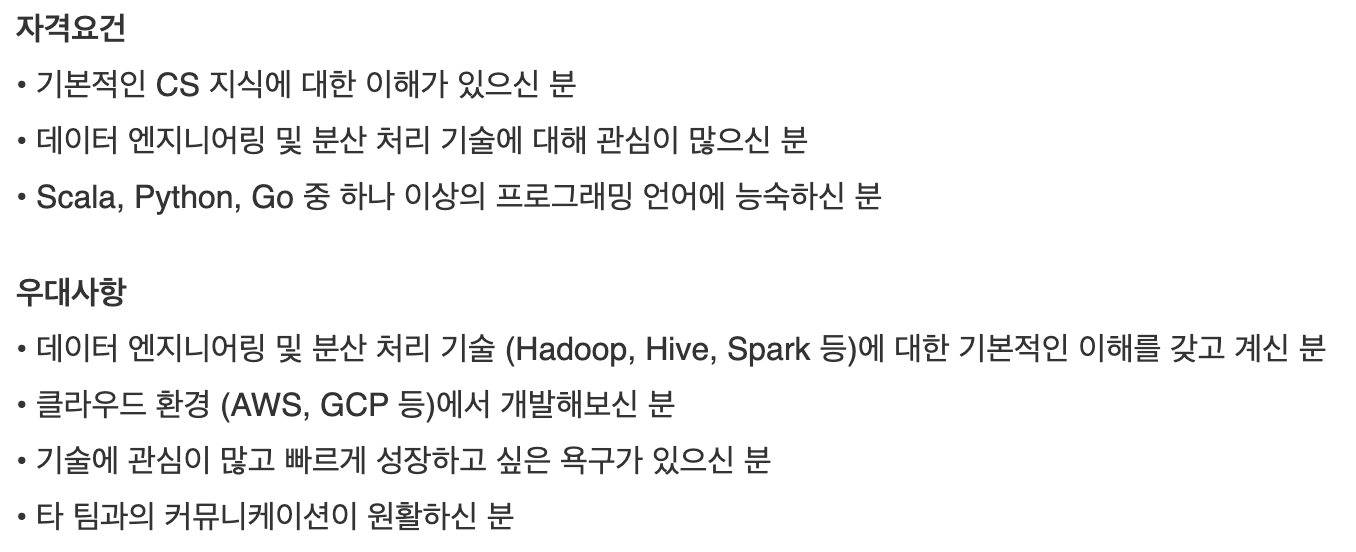 자격요건
• 기본적인 CS 지식에 대한 이해가 있으신 분
• 데이터 엔지니어링 및 분산 처리 기술에 대해 관심이 많으신 분
• Scala, Python, Go 중 하나 이상의 프로그래밍 언어에 능숙하신 분
우대사항
• 데이터 엔지니어링 및 분산 처리 기술 (Hadoop, Hive, Spark 등)에 대한 기본적인 이해를 갖고 계신 분
• 클라우드 환경 (AWS, GCP 등)에서 개발해보신 분
• 기술에 관심이 많고 빠르게 성장하고 싶은 욕구가 있으신 분
• 타 팀과의 커뮤니케이션이 원활하신 분